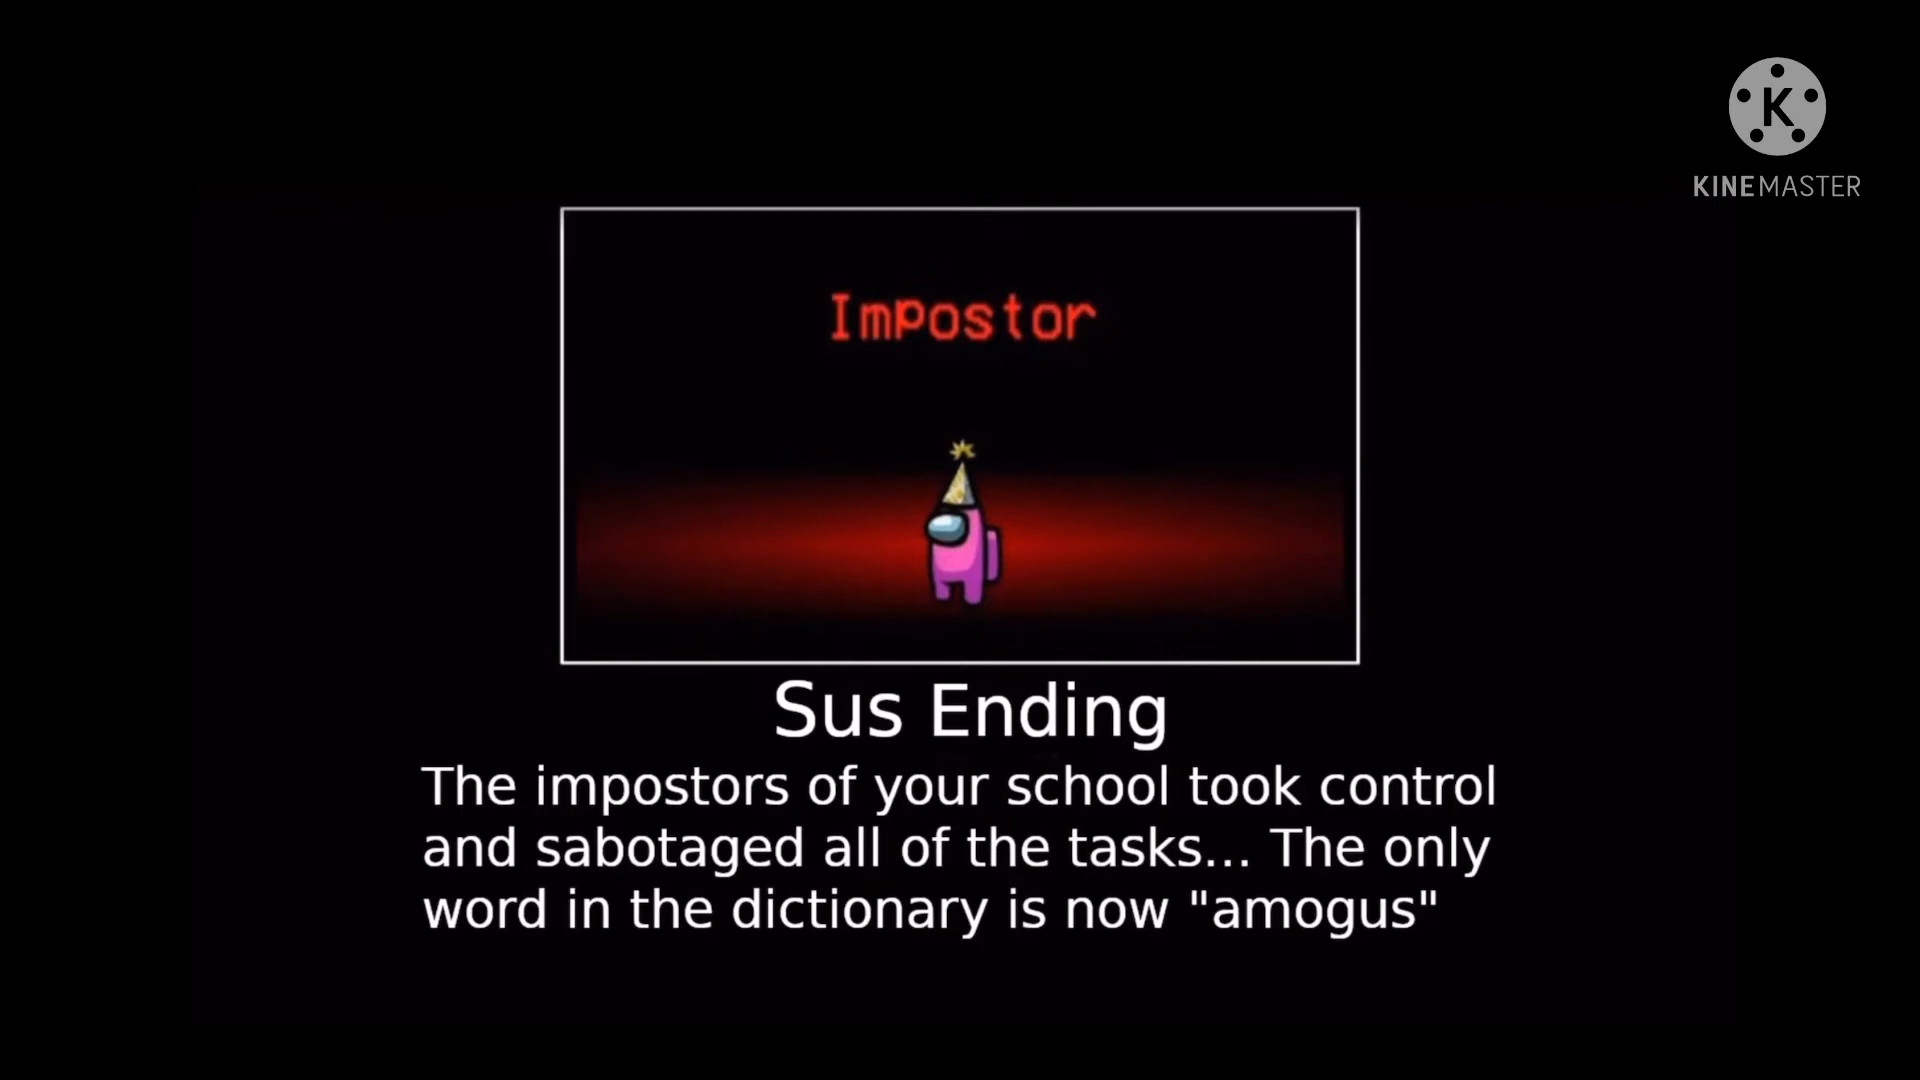 K
KINEMASTER
Impostor
Sus Ending
The impostors of your school took control
and sabotaged all of the tasks... The only
word in the dictionary is now "amogus"